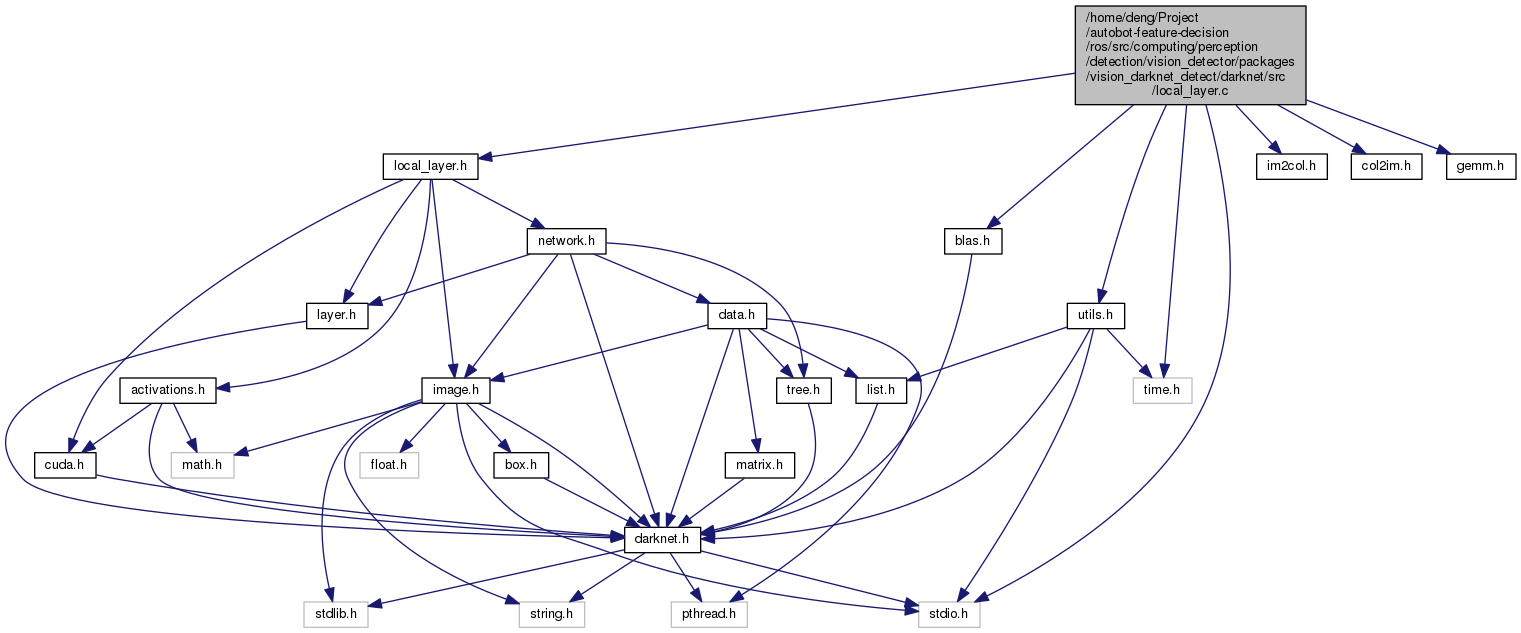 /home/deng/Project
/autobot-feature-decision
/ros/src/computing/perception
/detection/vision_detector/packages
/vision_darknet_detect/darknet/src
/local_layer.c
local_layer.h
im2col.h
col2im.h
gemm.h
network.h
blas.h
layer.h
data.h
utils.h
activations.h
image.h
tree.h
list.h
time.h
cuda.h
math.h
float.h
box.h
matrix.h
darknet.h
stdlib.h
string.h
pthread.h
stdio.h